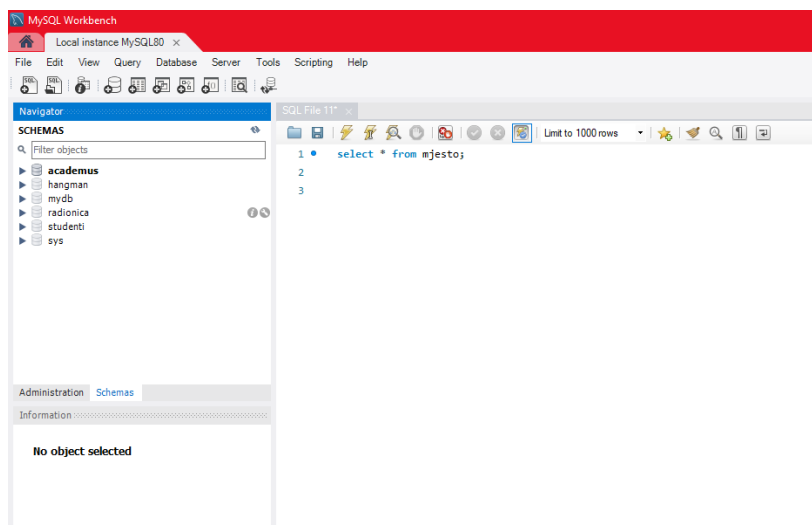 MySQL Workbench
Local instance MySQL80
File Edit View Query Database Server Tools Scripting Help
Navigator
SCHEMAS
Filter objects
academus
hangman
mydb
radionica
studenti
sys
Administration Schemas
Information
No object selected
SQL File 11*
Limit to 1000 rows
1 select * from mjesto;
2
3